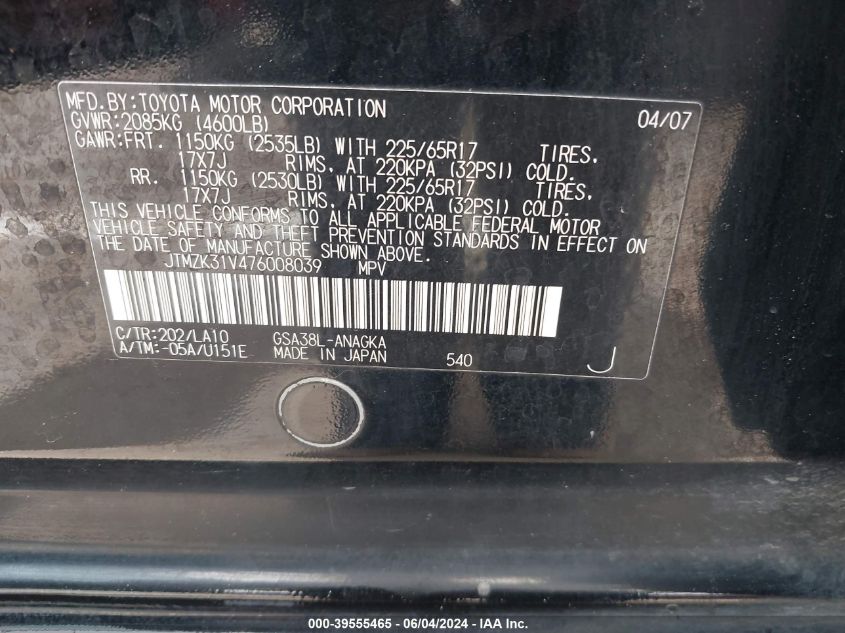 MFD.BY:TOYOTA MOTOR CORPORATION 04/07
GVWR:2085KG (4600LB)
GAWR:FRT. 1150KG (2535LB) WITH 225/65R17 TIRES,
17X7J RIMS, AT 220KPA (32PSI) COLD.
RR. 1150KG (2530LB) WITH 225/65R17 TIRES,
17X7J RIMS, AT 220KPA (32PSI) COLD.
THIS VEHICLE CONFORMS TO ALL APPLICABLE FEDERAL MOTOR
VEHICLE SAFETY AND THEFT PREVENTION STANDARDS IN EFFECT ON
THE DATE OF MANUFACTURE SHOWN ABOVE.
JTMZK31V476008039 MPV
C/TR:202/LA10 GSA38L-ANAGKA
A/TM:-05A/U151E MADE IN JAPAN 540 J
000-39555465 - 06/04/2024 - IAA Inc.